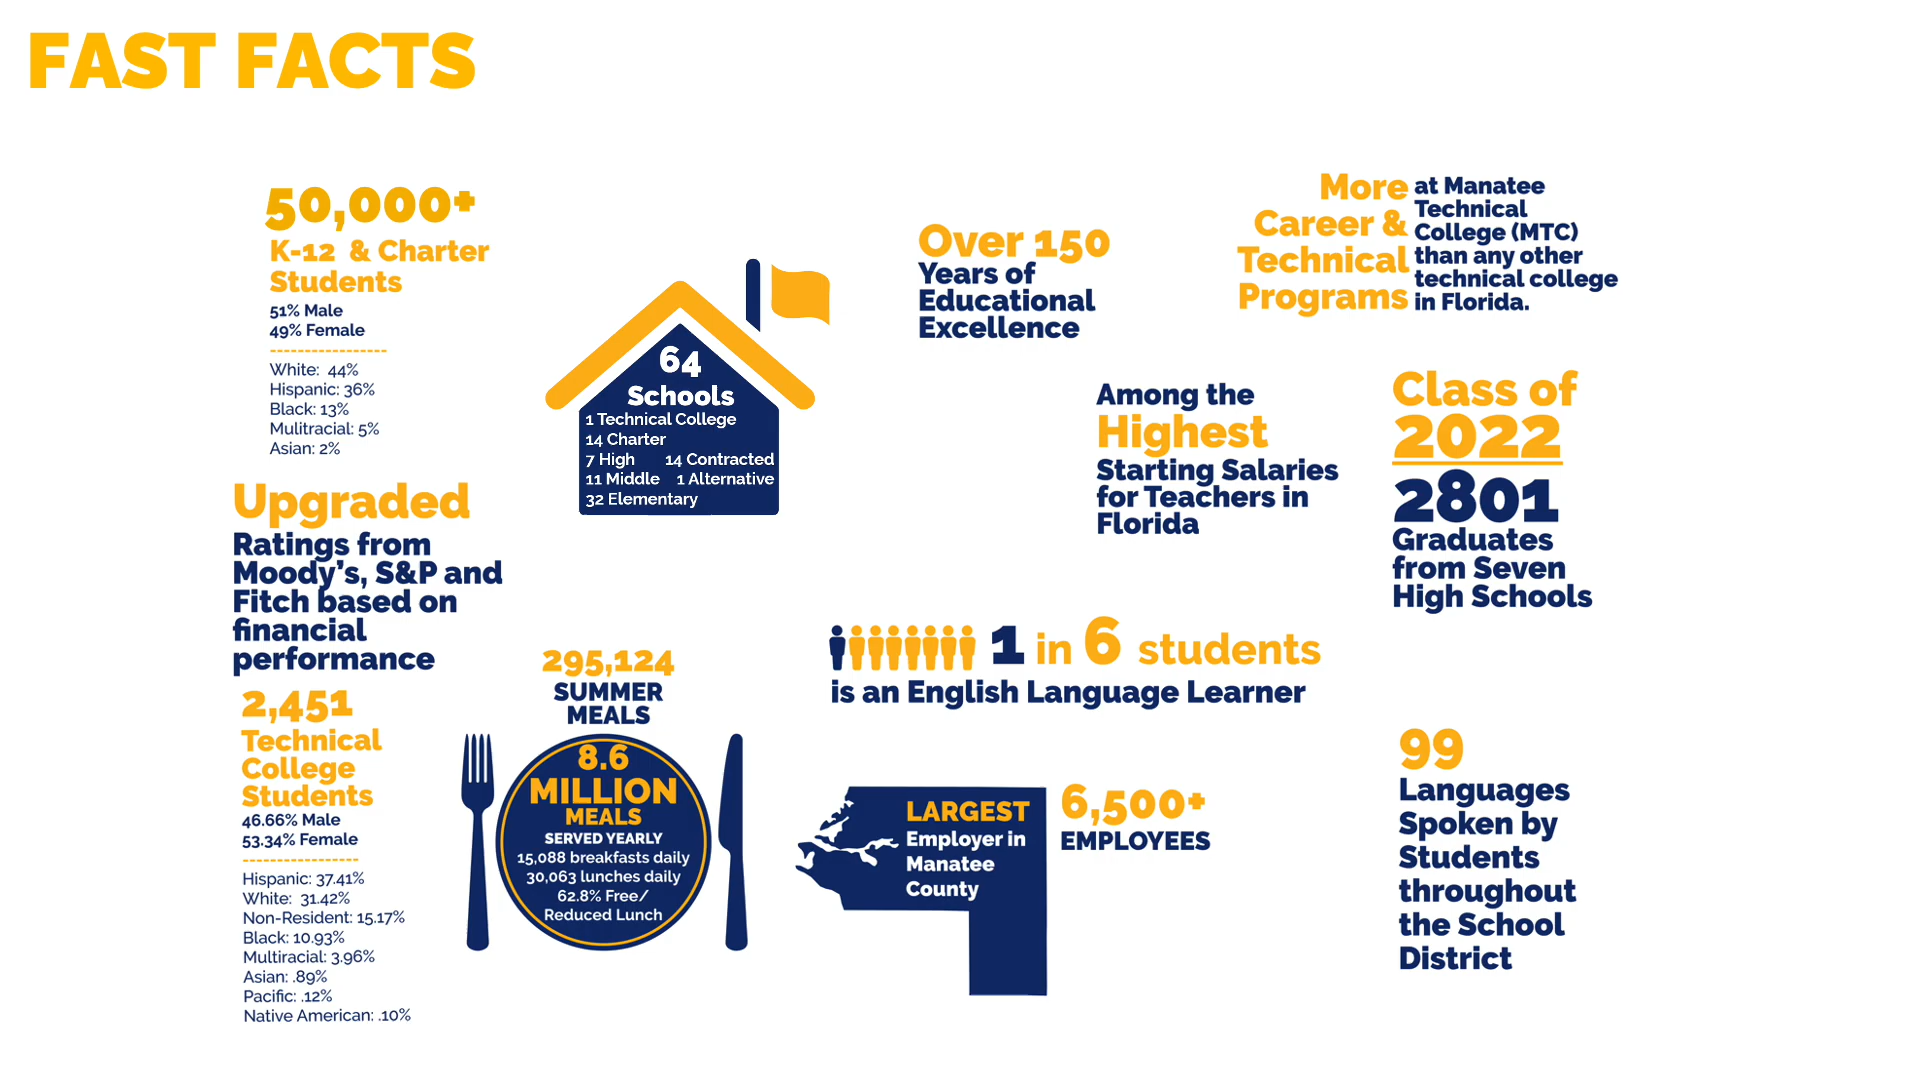 FAST FACTS
50,000+
K-12 & Charter
Students
51% Male
49% Female
-----------------
White: 44%
Hispanic: 36%
Black: 13%
Mulitracial: 5%
Asian: 2%
Upgraded
Ratings from
Moody's, S&P and
Fitch based on
financial
performance
2,451
Technical
College
Students
46.66% Male
53.34% Female
-----------------
Hispanic: 37.41%
White: 31.42%
Non-Resident: 15.17%
Black: 10.93%
Multiracial: 3.96%
Asian: .89%
Pacific: .12%
Native American: .10%
64
Schools
1 Technical College
14 Charter
7 High 14 Contracted
11 Middle 1 Alternative
32 Elementary
295,124
SUMMER
MEALS
8.6
MILLION
MEALS
SERVED YEARLY
15,088 breakfasts daily
30,063 lunches daily
62.8% Free/
Reduced Lunch
Over 150
Years of
Educational
Excellence
More
Career &
Technical
Programs
at Manatee
Technical
College (MTC)
than any other
technical college
in Florida.
Among the
Highest
Starting Salaries
for Teachers in
Florida
Class of
2022
2801
Graduates
from Seven
High Schools
1 in 6 students
is an English Language Learner
LARGEST
Employer in
Manatee
County
6,500+
EMPLOYEES
99
Languages
Spoken by
Students
throughout
the School
District